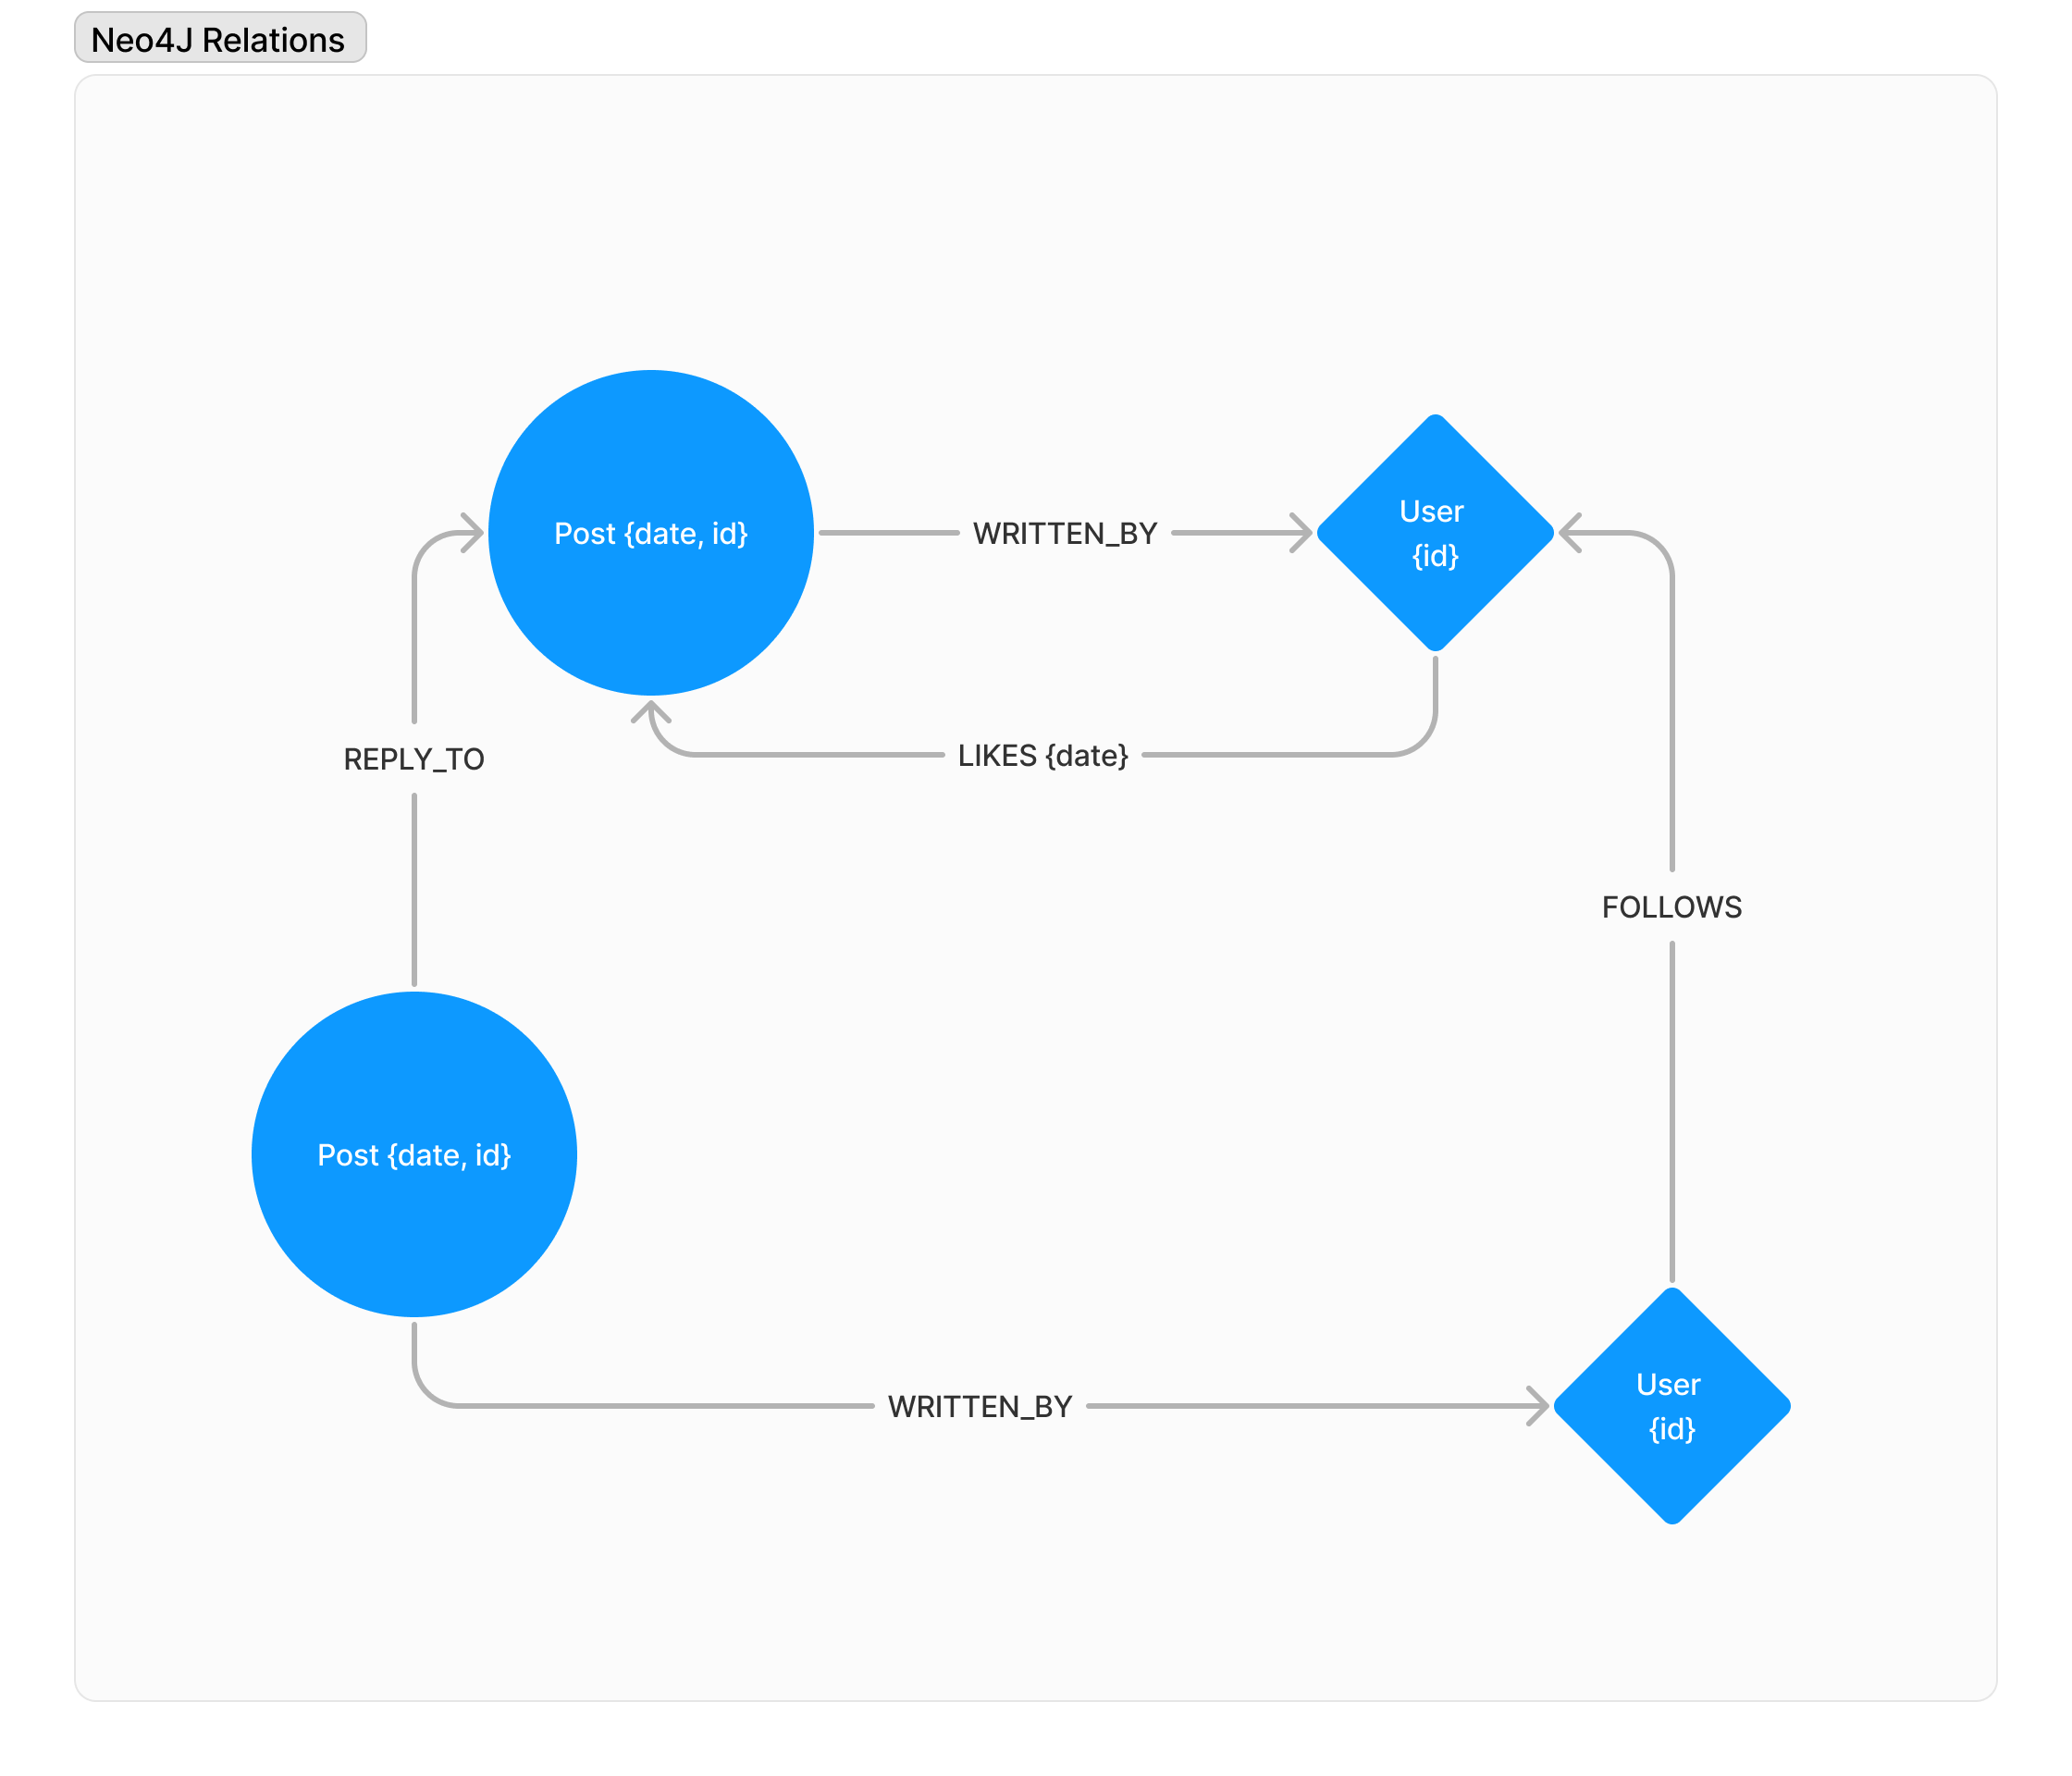 Neo4J Relations
Post {date, id}
WRITTEN_BY
User
{id}
REPLY_TO
LIKES {date}
FOLLOWS
Post {date, id}
WRITTEN_BY
User
{id}